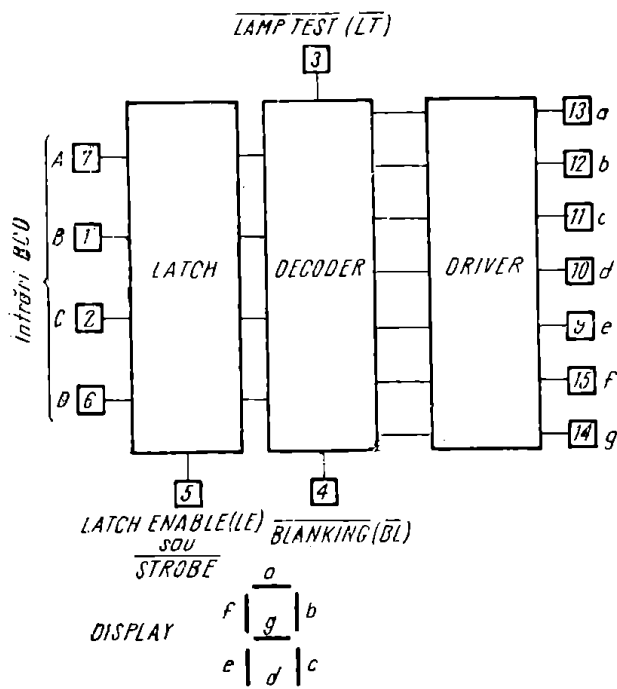 LAMP TEST (LT)
3
13 a
A 7
12 b
B 1
11 c
LATCH
DECODER
DRIVER
10 d
Intrări BCD
C 2
9 e
D 6
15 f
14 g
5
4
LATCH ENABLE(LE)
sau
STROBE
BLANKING(BL)
DISPLAY
a
f
g
b
e
d
c